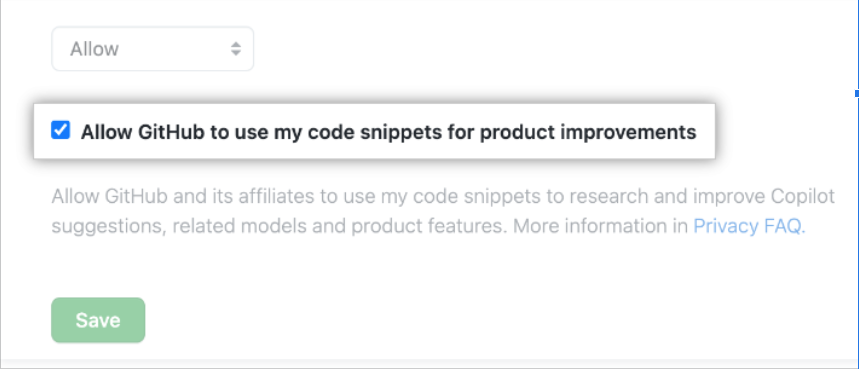 Allow
Allow GitHub to use my code snippets for product improvements
Allow GitHub and its affiliates to use my code snippets to research and improve Copilot
suggestions, related models and product features. More information in Privacy FAQ.
Save